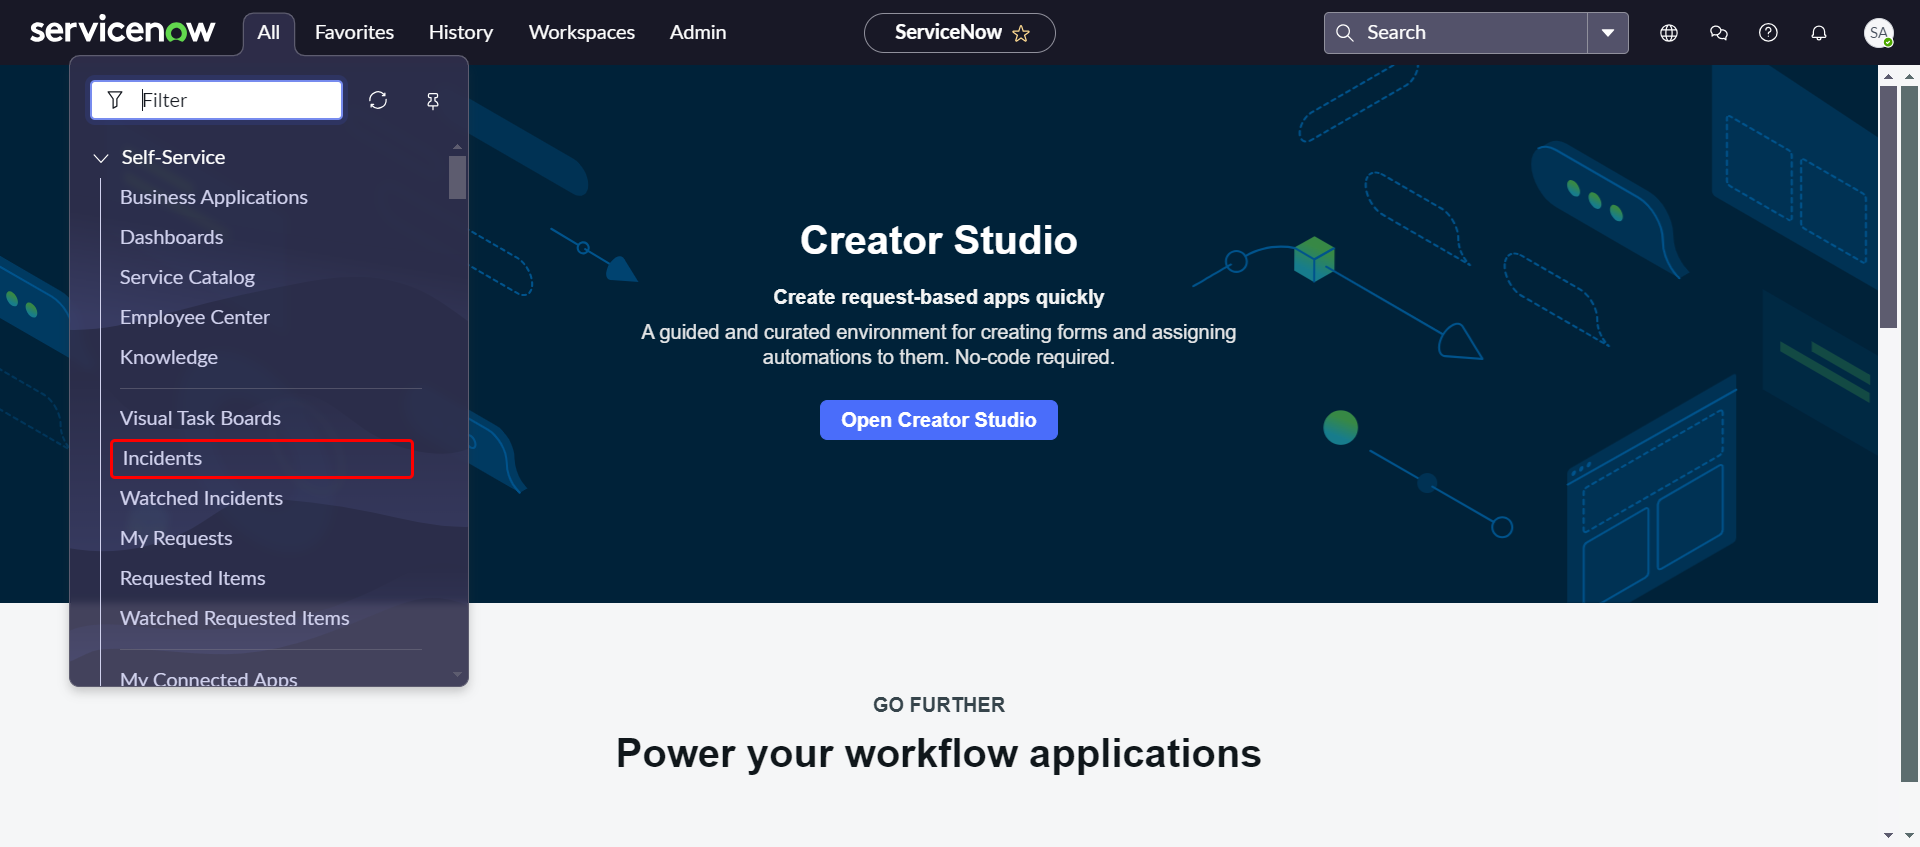 servicenow
All
Favorites
History
Workspaces
Admin
ServiceNow
Search
SA
Filter
Self-Service
Business Applications
Dashboards
Service Catalog
Employee Center
Knowledge
Visual Task Boards
Incidents
Watched Incidents
My Requests
Requested Items
Watched Requested Items
My Connected Apps
Creator Studio
Create request-based apps quickly
A guided and curated environment for creating forms and assigning
automations to them. No-code required.
Open Creator Studio
GO FURTHER
Power your workflow applications